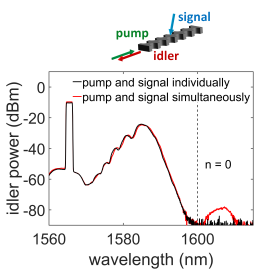 signal
pump
idler
pump and signal individually
pump and signal simultaneously
idler power (dBm)
0
-20
-40
-60
-80
n = 0
1560
1580
1600
wavelength (nm)